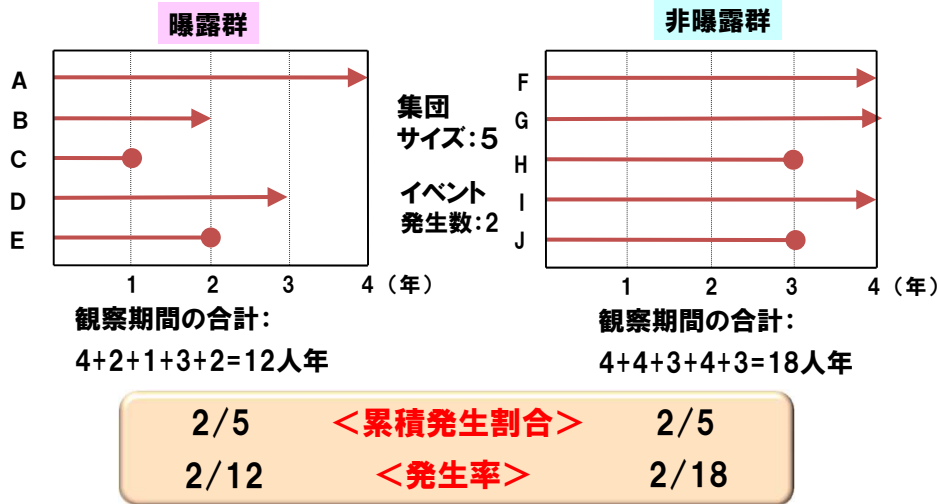 曝露群
非曝露群
A
B
C
D
E
1 2 3 4 (年)
集団
サイズ:5
イベント
発生数:2
F
G
H
I
J
1 2 3 4 (年)
観察期間の合計:
4+2+1+3+2=12人年
観察期間の合計:
4+4+3+4+3=18人年
2/5 <累積発生割合> 2/5
2/12 <発生率> 2/18